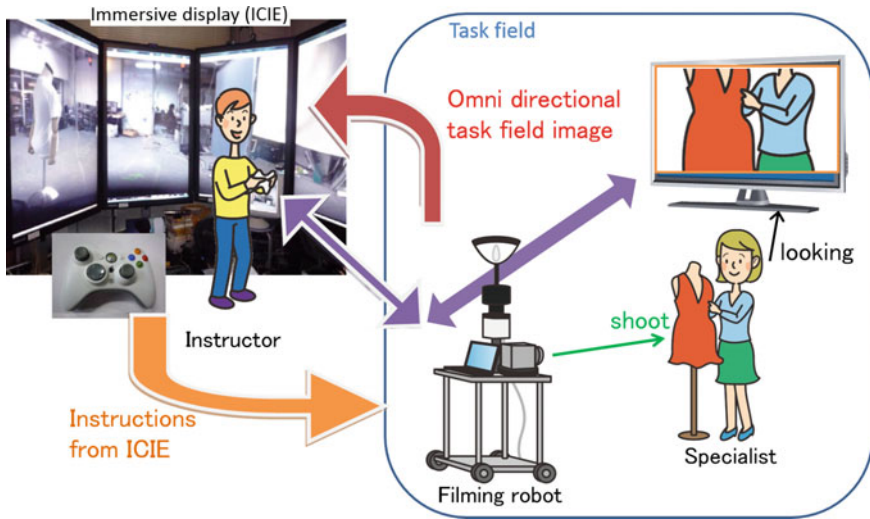 Immersive display (ICIE)
Task field
Omni directional
task field image
looking
shoot
Instructor
Instructions
from ICIE
Specialist
Filming robot